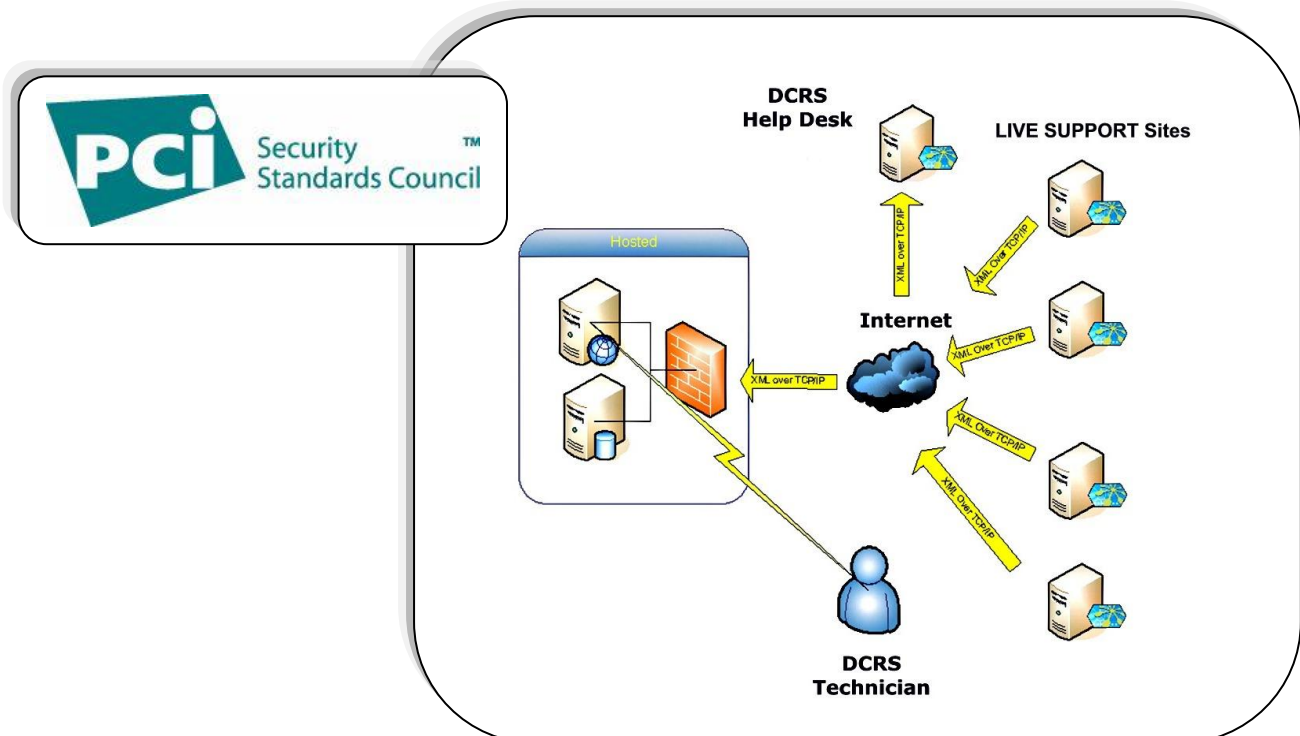 PCi Security
Standards Council
TM
DCRS
Help Desk
LIVE SUPPORT Sites
Hosted
XML over TCP/IP
XML Over TCP/IP
Internet
XML Over TCP/IP
XML over TCP/IP
XML Over TCP/IP
XML Over TCP/IP
DCRS
Technician